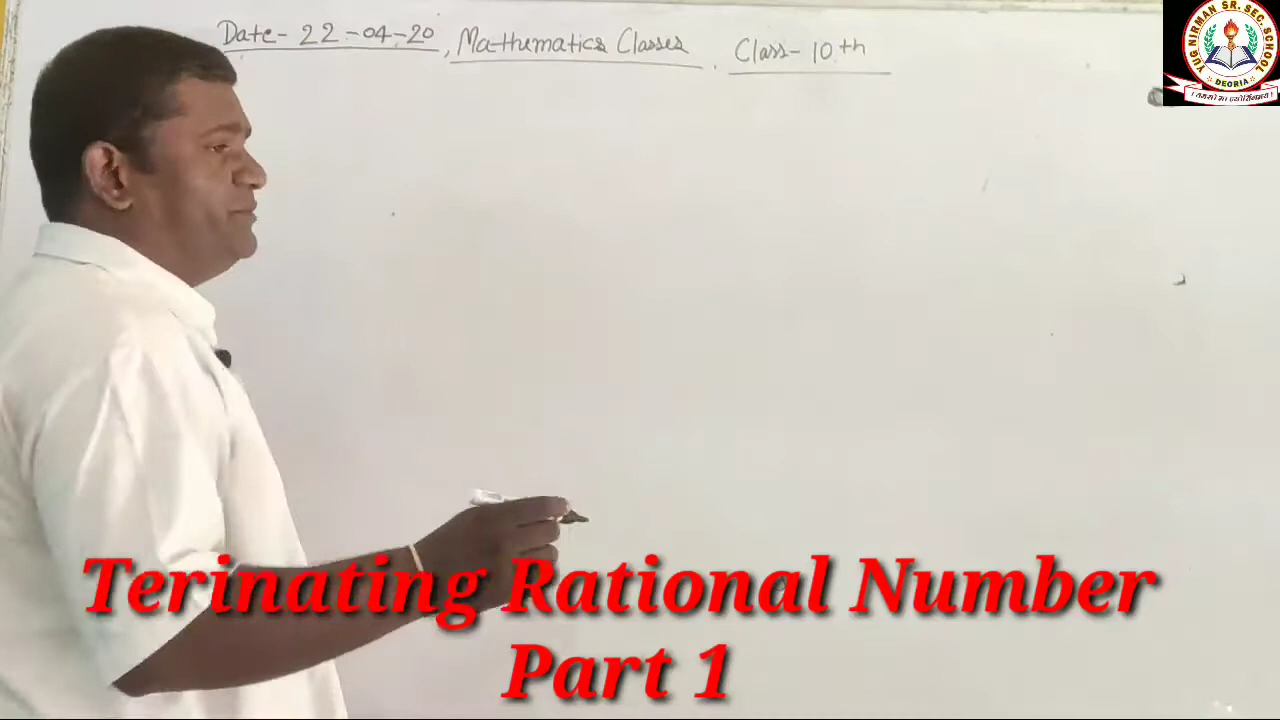 Date- 22-04-20, Mathematics Classes. Class- 10th
YUG NIRMAN SR. SEC. SCHOOL
DEORIA
Terinating Rational Number
Part 1